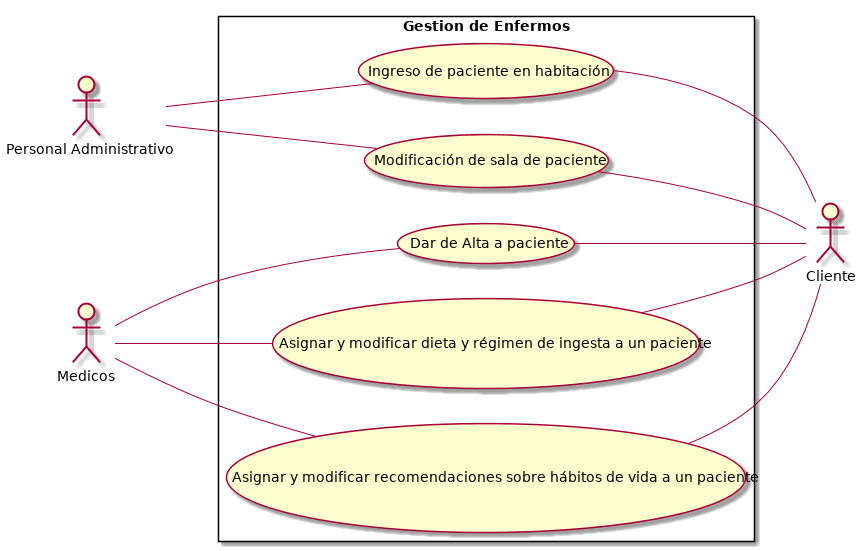 Gestion de Enfermos
Ingreso de paciente en habitación
Personal Administrativo
Modificación de sala de paciente
Dar de Alta a paciente
Cliente
Asignar y modificar dieta y régimen de ingesta a un paciente
Medicos
Asignar y modificar recomendaciones sobre hábitos de vida a un paciente